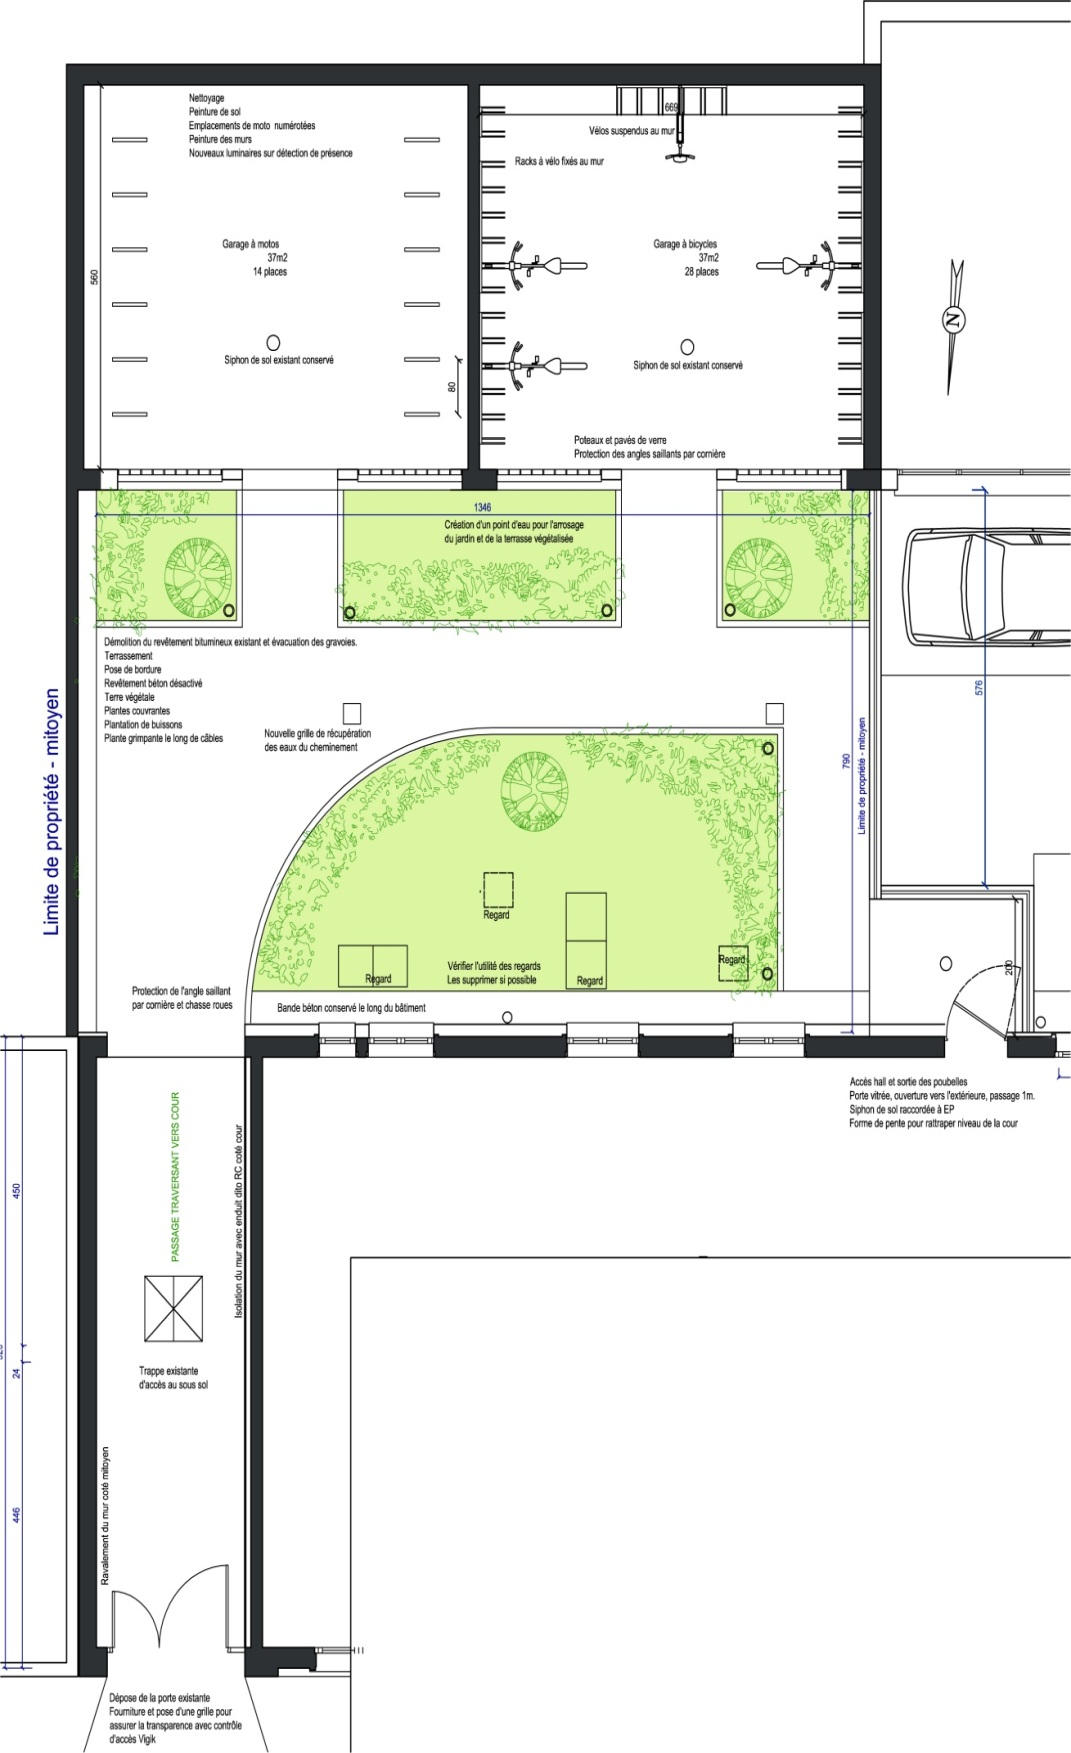 Nettoyage
Peinture de sol
Emplacements de moto numérotées
Peinture des murs
Nouveaux luminaires sur détection de présence
669
Vélos suspendus au mur
Racks à vélo fixés au mur
Garage à motos
37m2
14 places
Garage à bicycles
37m2
28 places
560
N
Siphon de sol existant conservé
Siphon de sol existant conservé
80
Poteaux et pavés de verre
Protection des angles saillants par cornière
1346
Création d'un point d'eau pour l'arrosage
du jardin et de la terrasse végétalisée
Démolition du revêtement bitumineux existant et évacuation des gravoies.
Terrassement
Pose de bordure
Revêtement béton désactivé
Terre végétale
Plantes couvrantes
Plantation de buissons
Plante grimpante le long de câbles
Nouvelle grille de récupération
des eaux du cheminement
Limite de propriété - mitoyen
790
Limite de propriété - mitoyen
576
Regard
Regard
Vérifier l'utilité des regards
Les supprimer si possible
Regard
Regard
200
Protection de l'angle saillant
par cornière et chasse roues
Bande béton conservé le long du bâtiment
Accès hall et sortie des poubelles
Porte vitrée, ouverture vers l'extérieure, passage 1m.
Siphon de sol raccordée à EP
Forme de pente pour rattraper niveau de la cour
PASSAGE TRAVERSANT VERS COUR
Isolation du mur avec enduit dito RC coté cour
450
24
446
Trappe existante
d'accès au sous sol
Ravalement du mur coté mitoyen
Dépose de la porte existante
Fourniture et pose d'une grille pour
assurer la transparence avec contrôle
d'accès Vigik